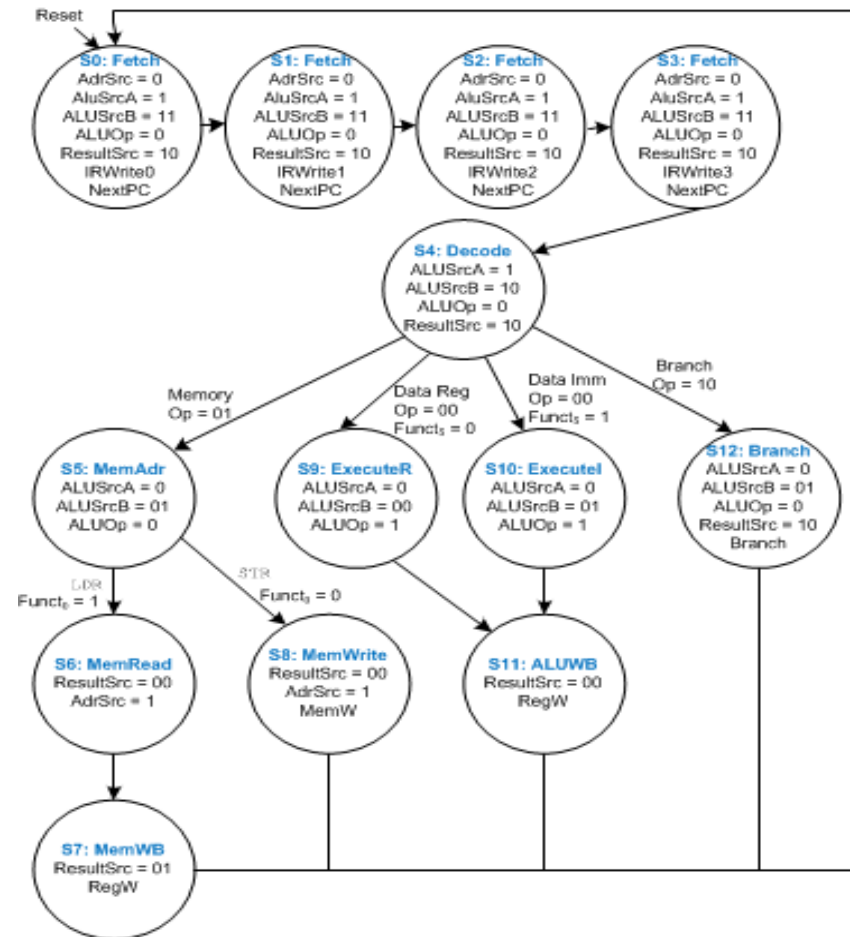 Reset
S0: Fetch
AdrSrc = 0
AluSrcA = 1
ALUSrcB = 11
ALUOp = 0
ResultSrc = 10
IRWrite0
NextPC
S1: Fetch
AdrSrc = 0
AluSrcA = 1
ALUSrcB = 11
ALUOp = 0
ResultSrc = 10
IRWrite1
NextPC
S2: Fetch
AdrSrc = 0
AluSrcA = 1
ALUSrcB = 11
ALUOp = 0
ResultSrc = 10
IRWrite2
NextPC
S3: Fetch
AdrSrc = 0
AluSrcA = 1
ALUSrcB = 11
ALUOp = 0
ResultSrc = 10
IRWrite3
NextPC
S4: Decode
ALUSrcA = 1
ALUSrcB = 10
ALUOp = 0
ResultSrc = 10
Memory
Op = 01
Data Reg
Op = 00
Funct₅ = 0
Data Imm
Op = 00
Funct₅ = 1
Branch
Op = 10
S5: MemAdr
ALUSrcA = 0
ALUSrcB = 01
ALUOp = 0
S9: ExecuteR
ALUSrcA = 0
ALUSrcB = 00
ALUOp = 1
S10: ExecuteI
ALUSrcA = 0
ALUSrcB = 01
ALUOp = 1
S12: Branch
ALUSrcA = 0
ALUSrcB = 01
ALUOp = 0
ResultSrc = 10
Branch
LDR
Funct₀ = 1
STR
Funct₀ = 0
S6: MemRead
ResultSrc = 00
AdrSrc = 1
S8: MemWrite
ResultSrc = 00
AdrSrc = 1
MemW
S11: ALUWB
ResultSrc = 00
RegW
S7: MemWB
ResultSrc = 01
RegW